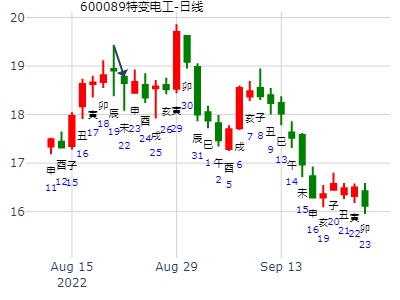 600089特变电工-日线
20
19
18
17
16
申
11
酉
12
子
15
丑
16
寅
17
卯
18
辰
19
未
22
申
23
酉
24
戌
25
亥
26
寅
29
卯
30
辰
31
巳
1
午
2
酉
5
戌
6
亥
7
子
8
丑
9
巳
13
午
14
未
15
申
16
亥
19
子
20
丑
21
寅
22
卯
23
Aug 15
2022
Aug 29
Sep 13